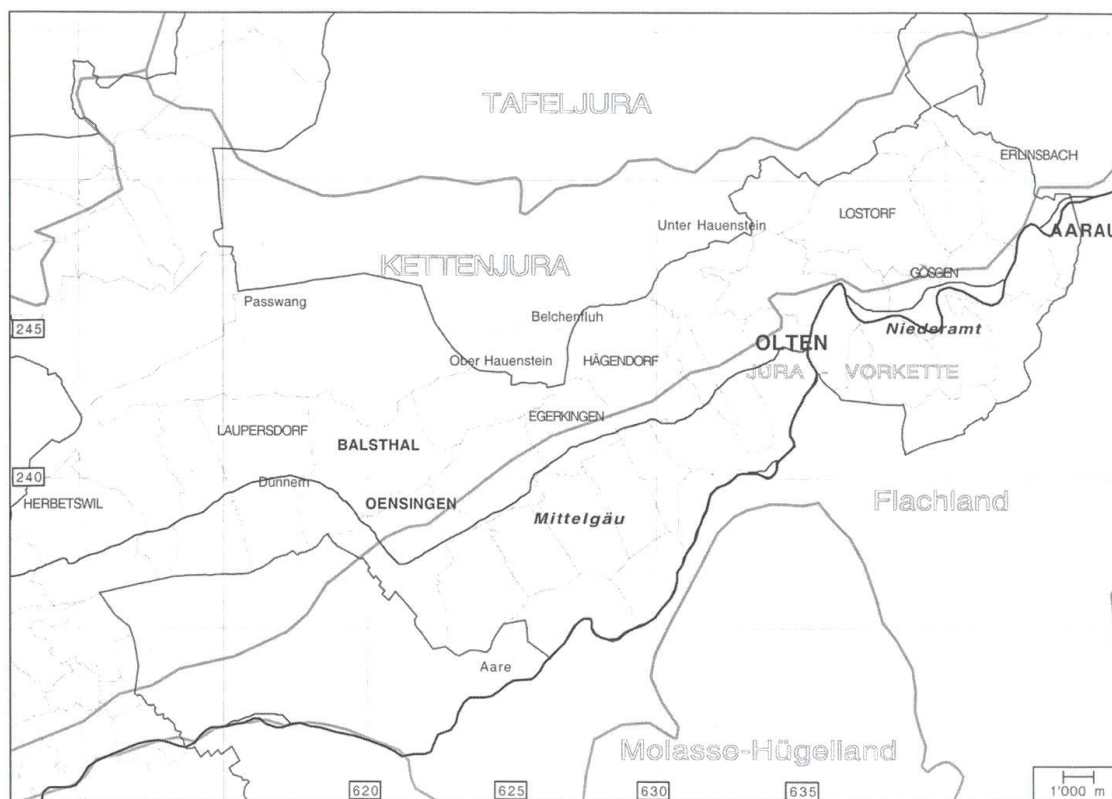 TAFELJURA
ERLINSBACH
LOSTORF
Unter Hauenstein
AARAU
KETTENJURA
GÖSGEN
Passwang
Belchenfluh
245
Niederamt
OLTEN
Ober Hauenstein
HÄGENDORF
JURA - VORKETTE
EGERKINGEN
LAUPERSDORF
BALSTHAL
240
Dünnern
HERBETSWIL
OENSINGEN
Flachland
Mittelgäu
Aare
Molasse-Hügelland
620
625
630
635
1'000 m